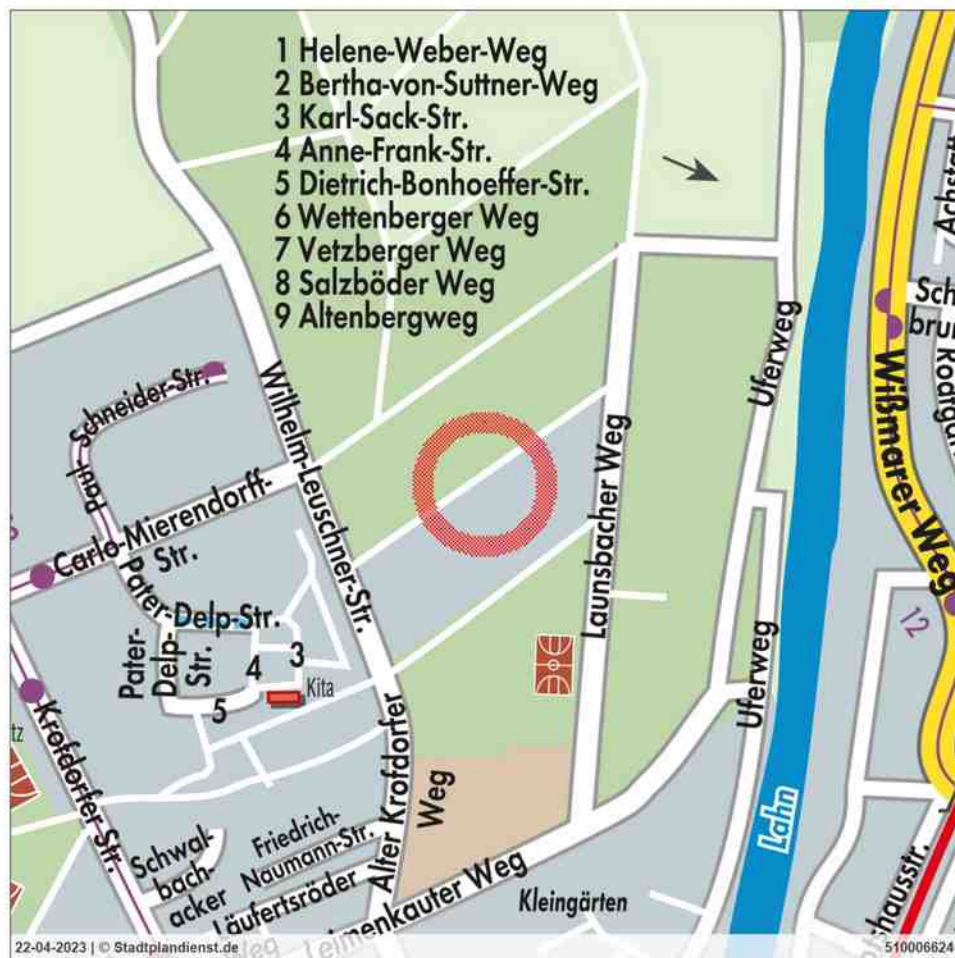 1 Helene-Weber-Weg
2 Bertha-von-Suttner-Weg
3 Karl-Sack-Str.
4 Anne-Frank-Str.
5 Dietrich-Bonhoeffer-Str.
6 Wettenberger Weg
7 Vetzberger Weg
8 Salzböder Weg
9 Altenbergweg
Uferweg
Wißmarer Weg
Paul-Schneider-Str.
Wilhelm-Leuschner-Str.
Launsbacher Weg
Carlo-Mierendorff-
Str.
Pater-Delp-Str.
Pater-
Delp-
Str.
4
3
5
Kita
12
Uferweg
Krofdorfer Str.
Alter Krofdorfer
Weg
Schwal-
bach-
acker
Friedrich-
Naumann-Str.
Läufertsröder
Weg
Leimenkauter Weg
Kleingärten
Lahn
22-04-2023 | © Stadtplandienst.de
510006624